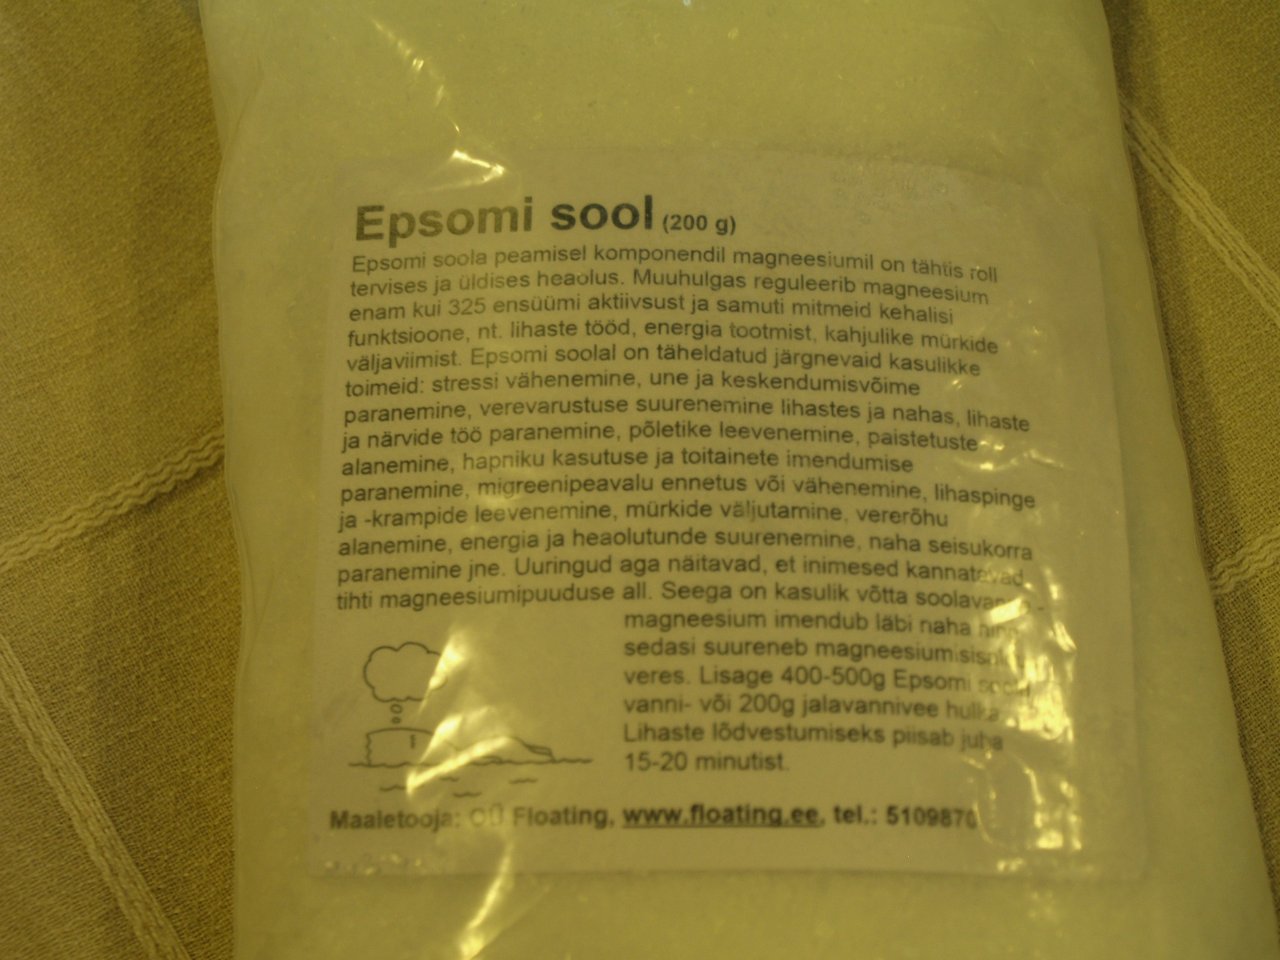 Epsomi sool (200 g)
Epsomi soola peamisel komponendil magneesiumil on tähtis roll
tervises ja üldises heaolus. Muuhulgas reguleerib magneesium
enam kui 325 ensüümi aktiivsust ja samuti mitmeid kehalisi
funktsioone, nt. lihaste tööd, energia tootmist, kahjulike mürkide
väljaviimist. Epsomi soolal on täheldatud järgnevaid kasulikke
toimeid: stressi vähenemine, une ja keskendumisvõime
paranemine, verevarustuse suurenemine lihastes ja nahas, lihaste
ja närvide töö paranemine, põletike leevenemine, paistetuste
alanemine, hapniku kasutuse ja toitainete imendumise
paranemine, migreenipeavalu ennetus või vähenemine, lihaspinge
ja -krampide leevenemine, mürkide väljutamine, vererõhu
alanemine, energia ja heaolutunde suurenemine, naha seisukorra
paranemine jne. Uuringud aga näitavad, et inimesed kannatavad
tihti magneesiumipuuduse all. Seega on kasulik võtta
magneesium imendub läbi naha ning
sedasi suureneb
veres. Lisage 400-500g Epsomi soola
vanni- või 200g jalavannivee hulka.
Lihaste lõdvestumiseks piisab juba
15-20 minutist.
Maaletooja: OÜ Floating, www.floating.ee, tel.: 5109870